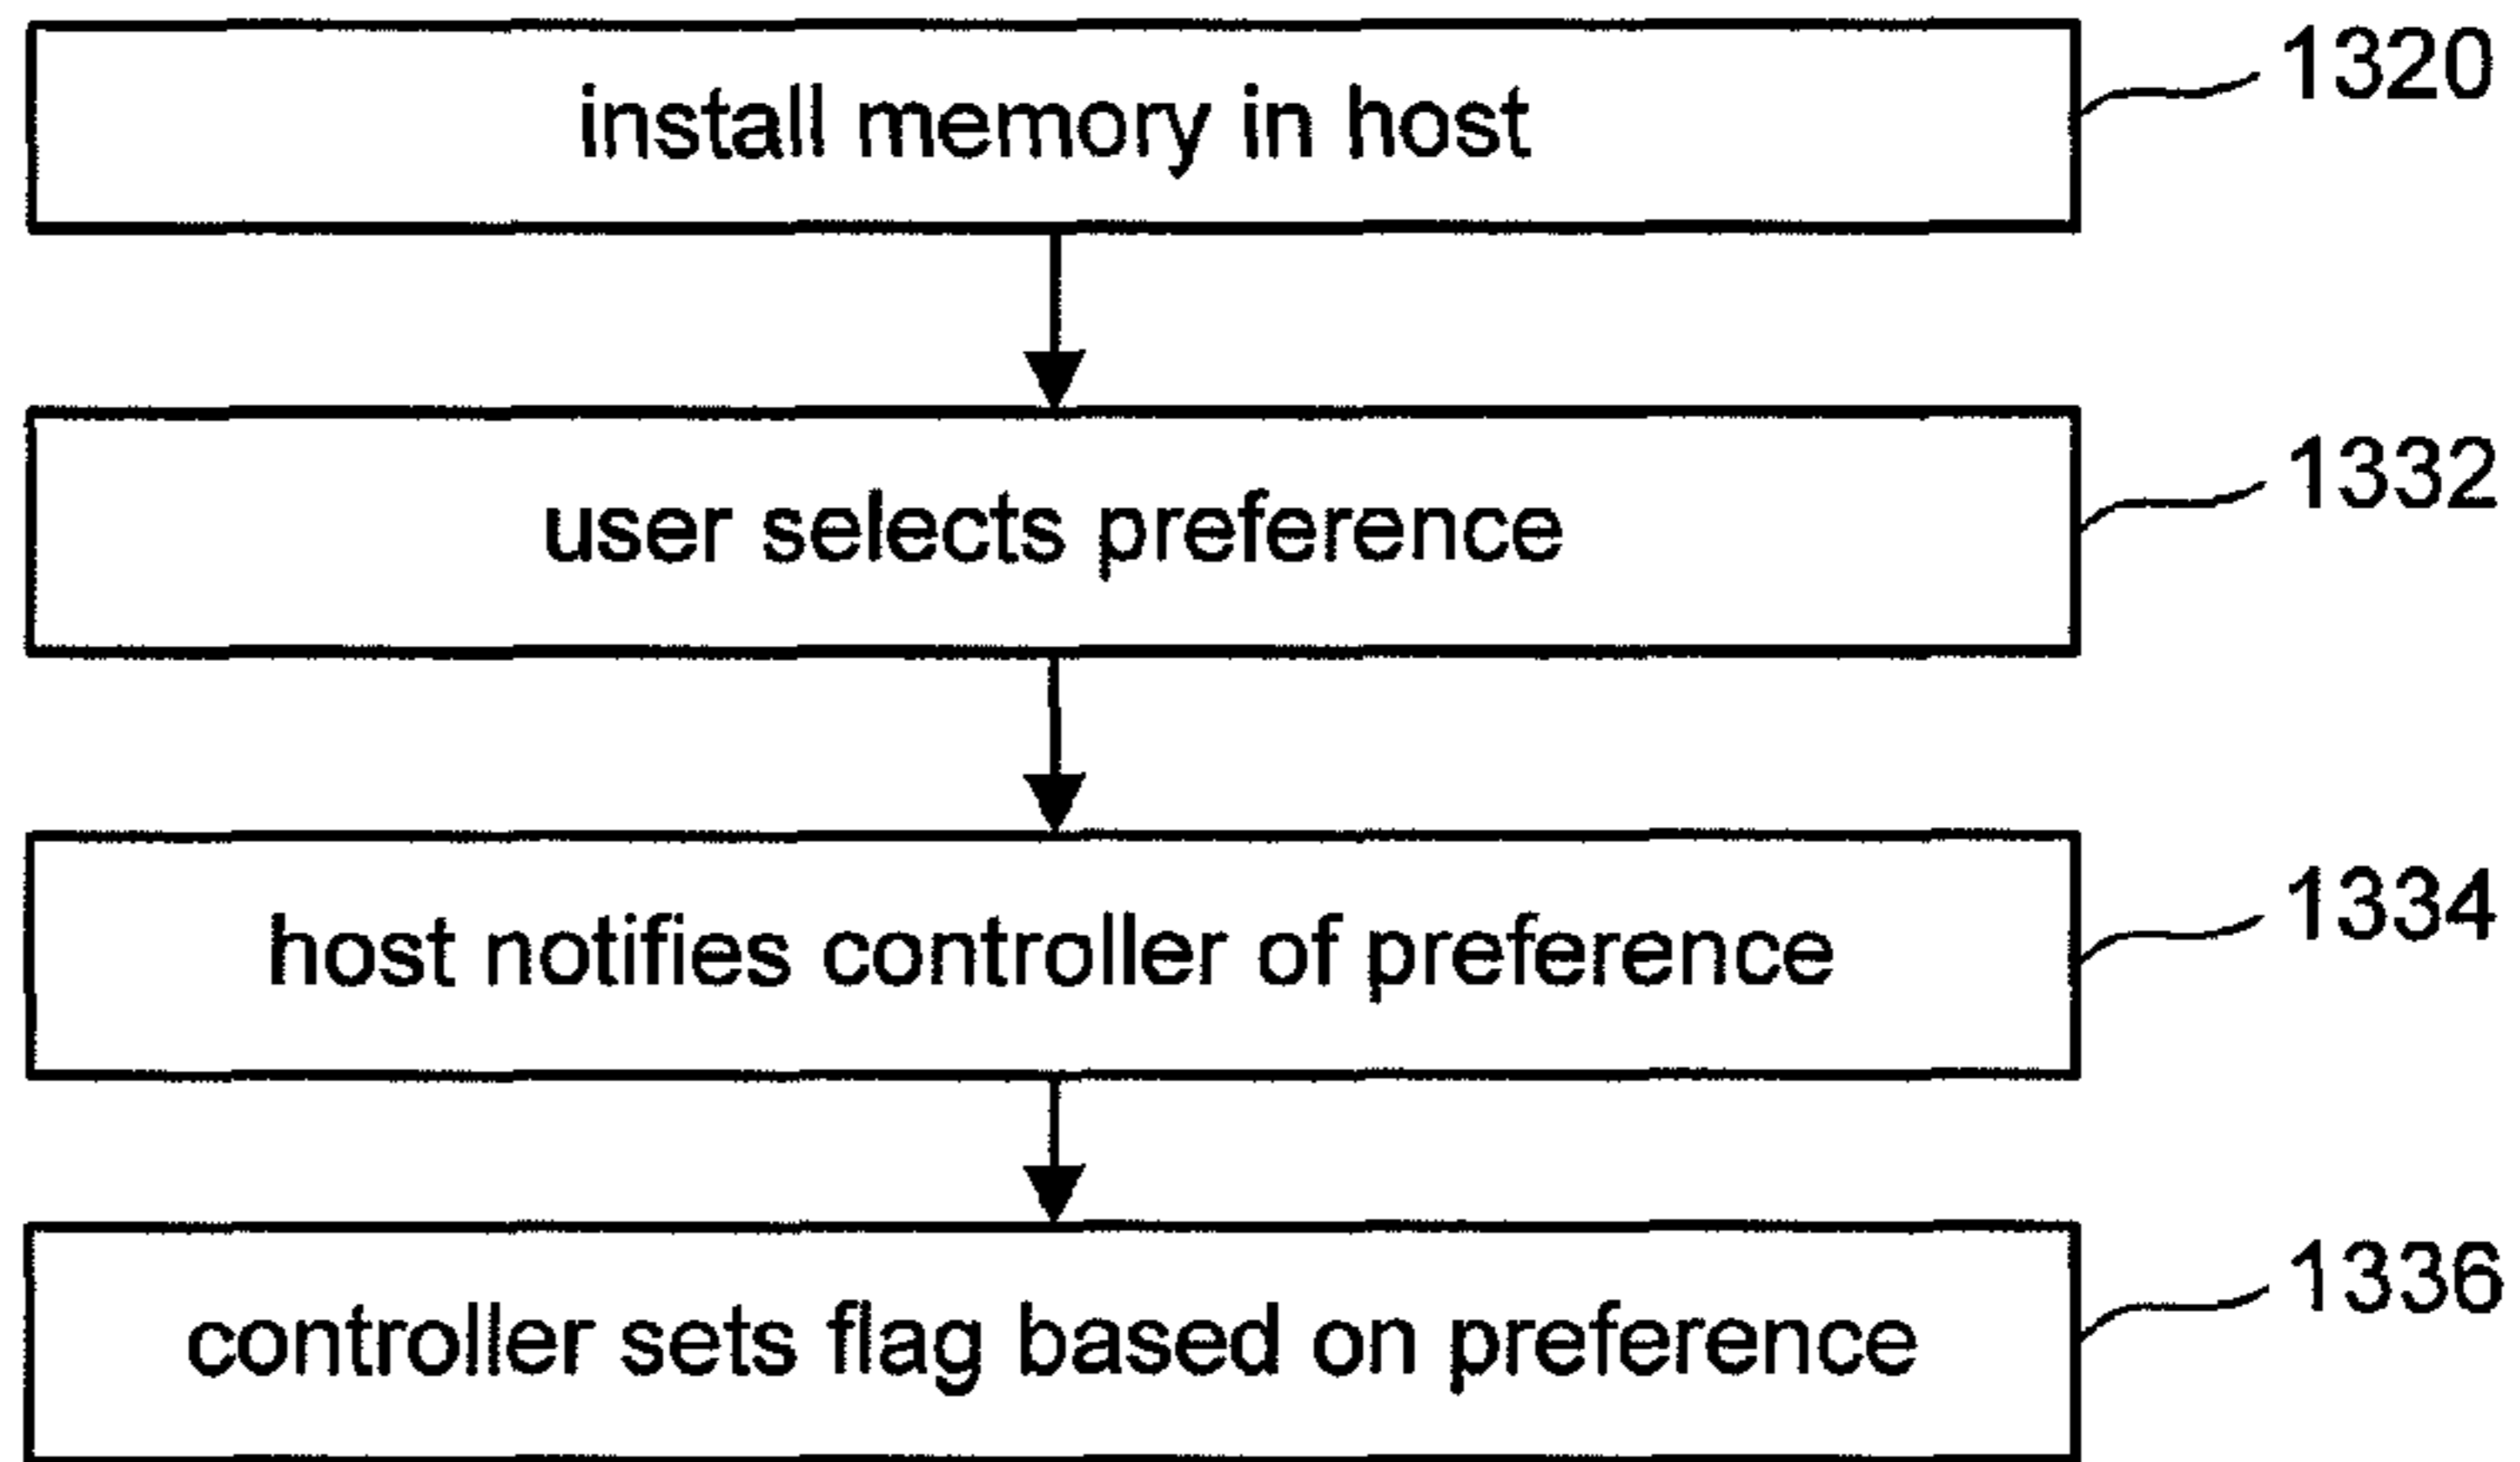 install memory in host 1320
user selects preference 1332
host notifies controller of preference 1334
controller sets flag based on preference 1336